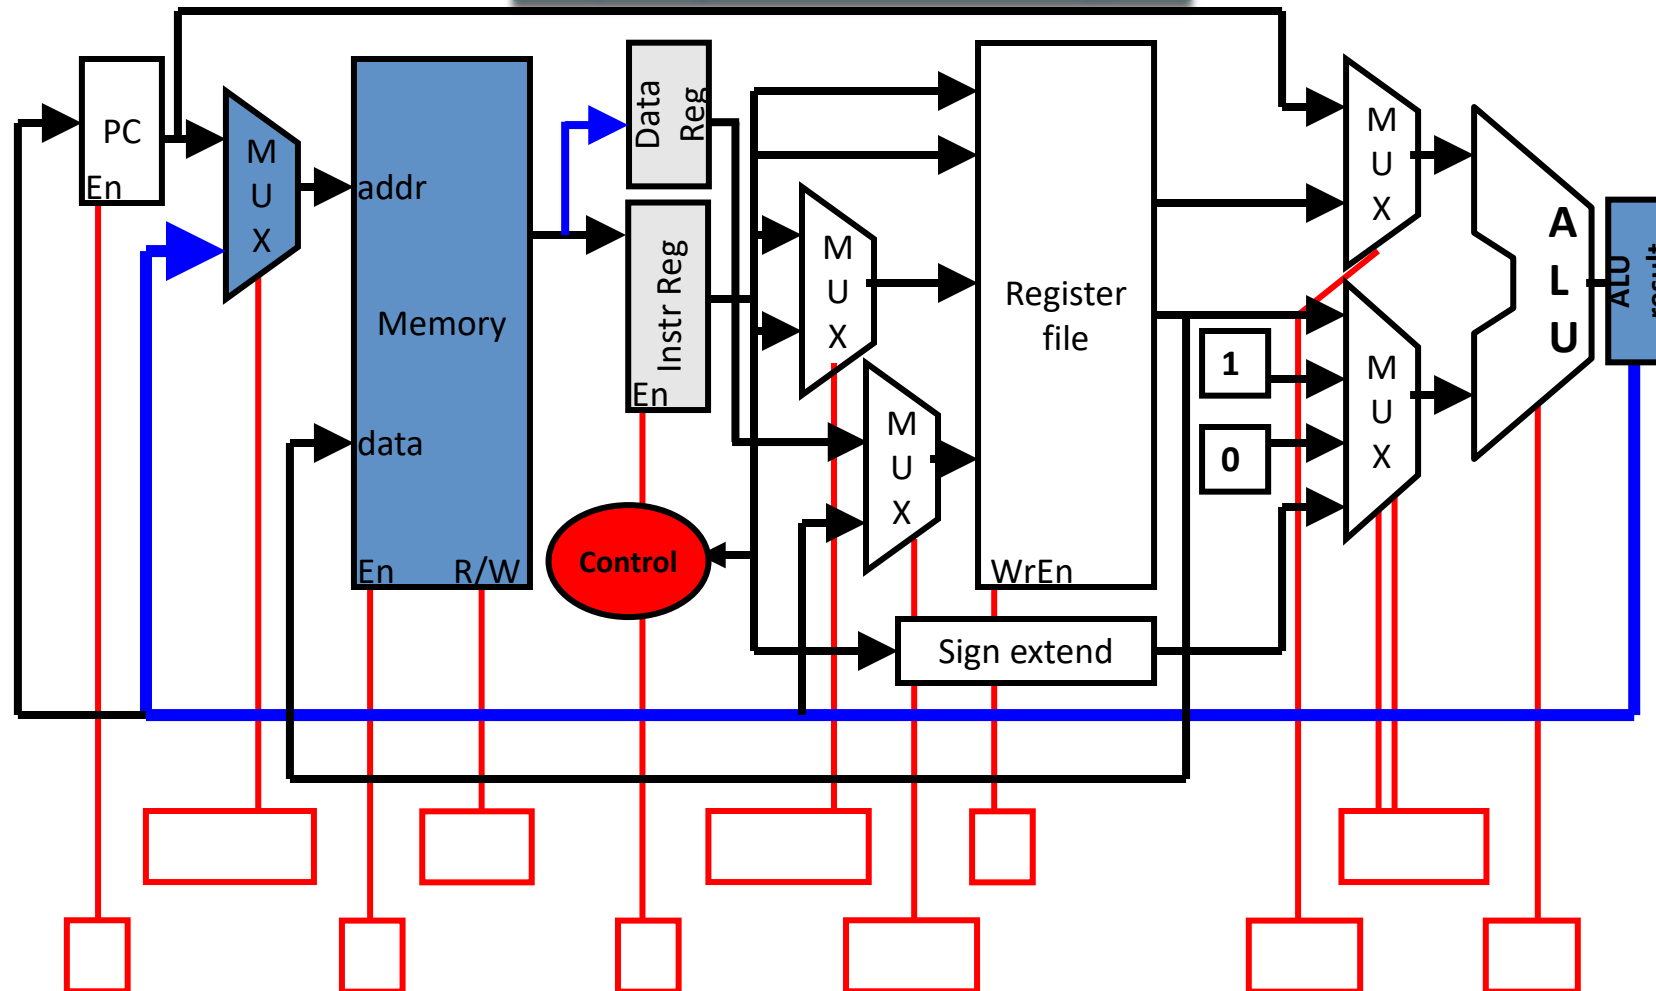 PC
En
M
U
X
addr
Memory
data
En
R/W
Data
Reg
Instr Reg
En
Control
M
U
X
M
U
X
Register
file
WrEn
Sign extend
M
U
X
1
0
M
U
X
A
L
U
ALU
result